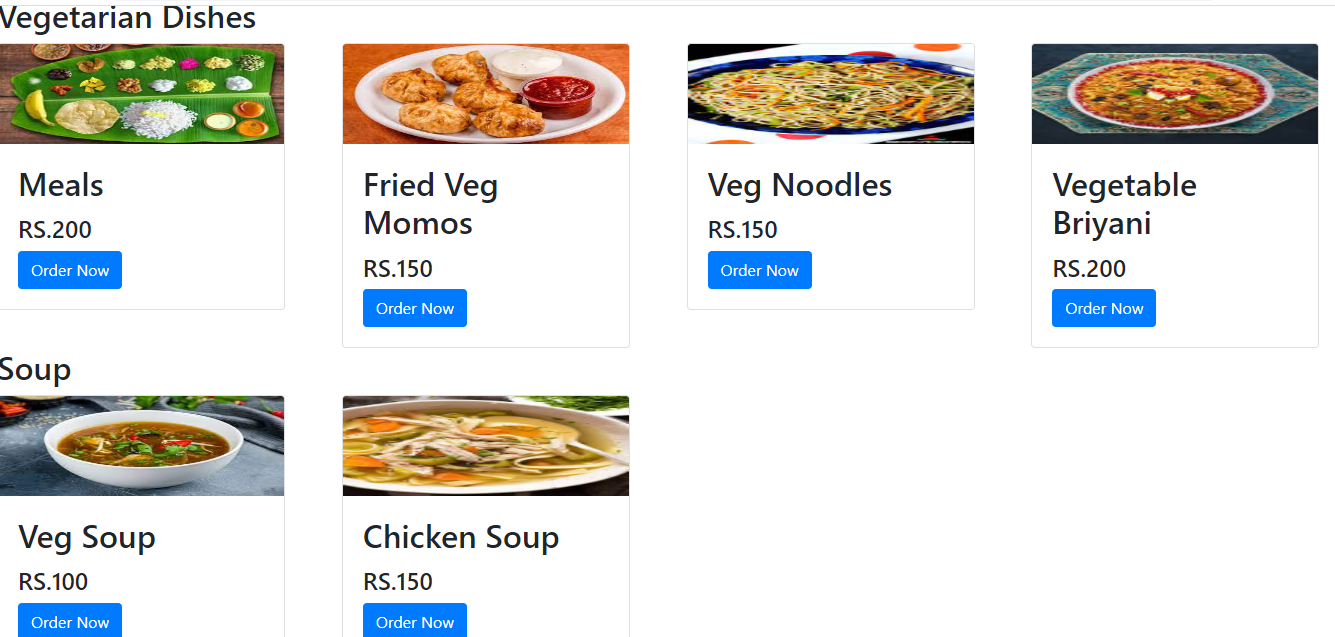 Vegetarian Dishes
Meals
RS.200
Order Now
Fried Veg
Momos
RS.150
Order Now
Veg Noodles
RS.150
Order Now
Vegetable
Briyani
RS.200
Order Now
Soup
Veg Soup
RS.100
Order Now
Chicken Soup
RS.150
Order Now